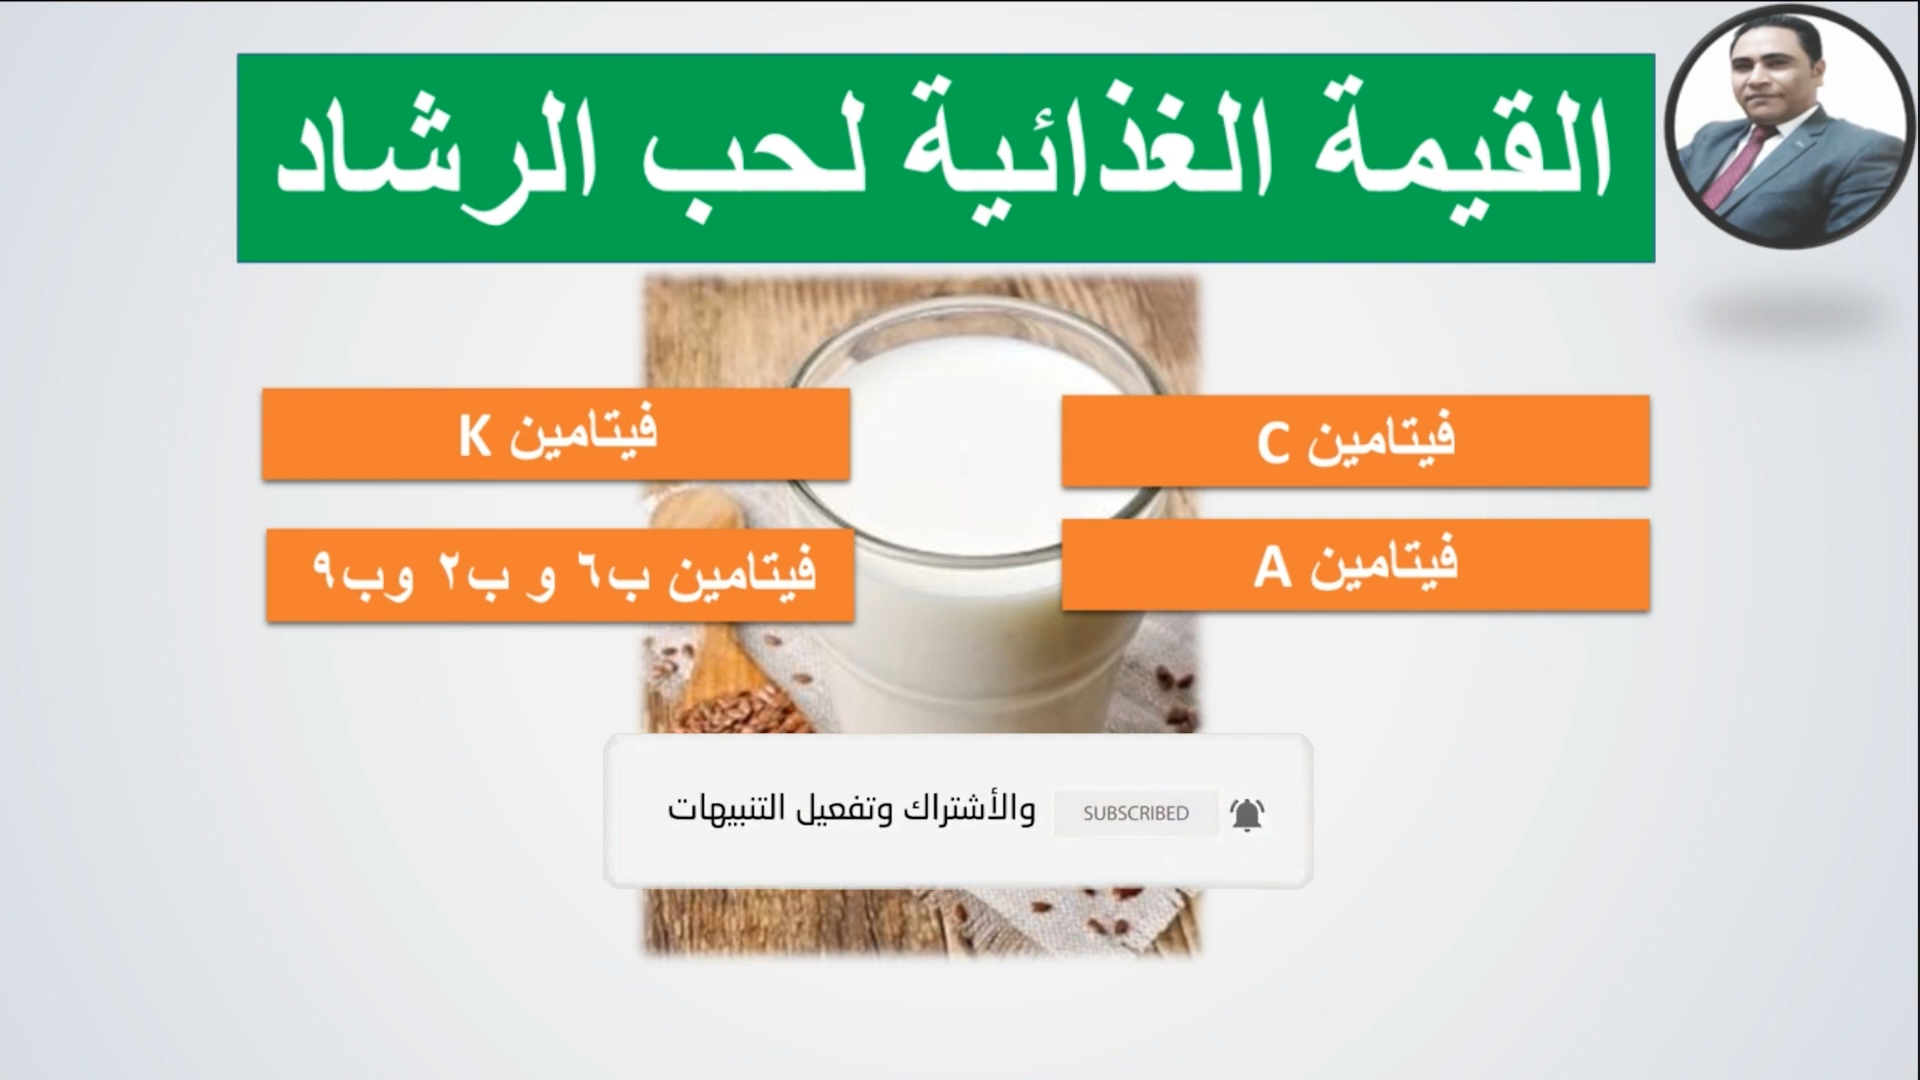 القيمة الغذائية لحب الرشاد
فيتامين C
فيتامين K
فيتامين A
فيتامين ب٦ و ب٢ وب٩
والأشتراك وتفعيل التنبيهات
SUBSCRIBED